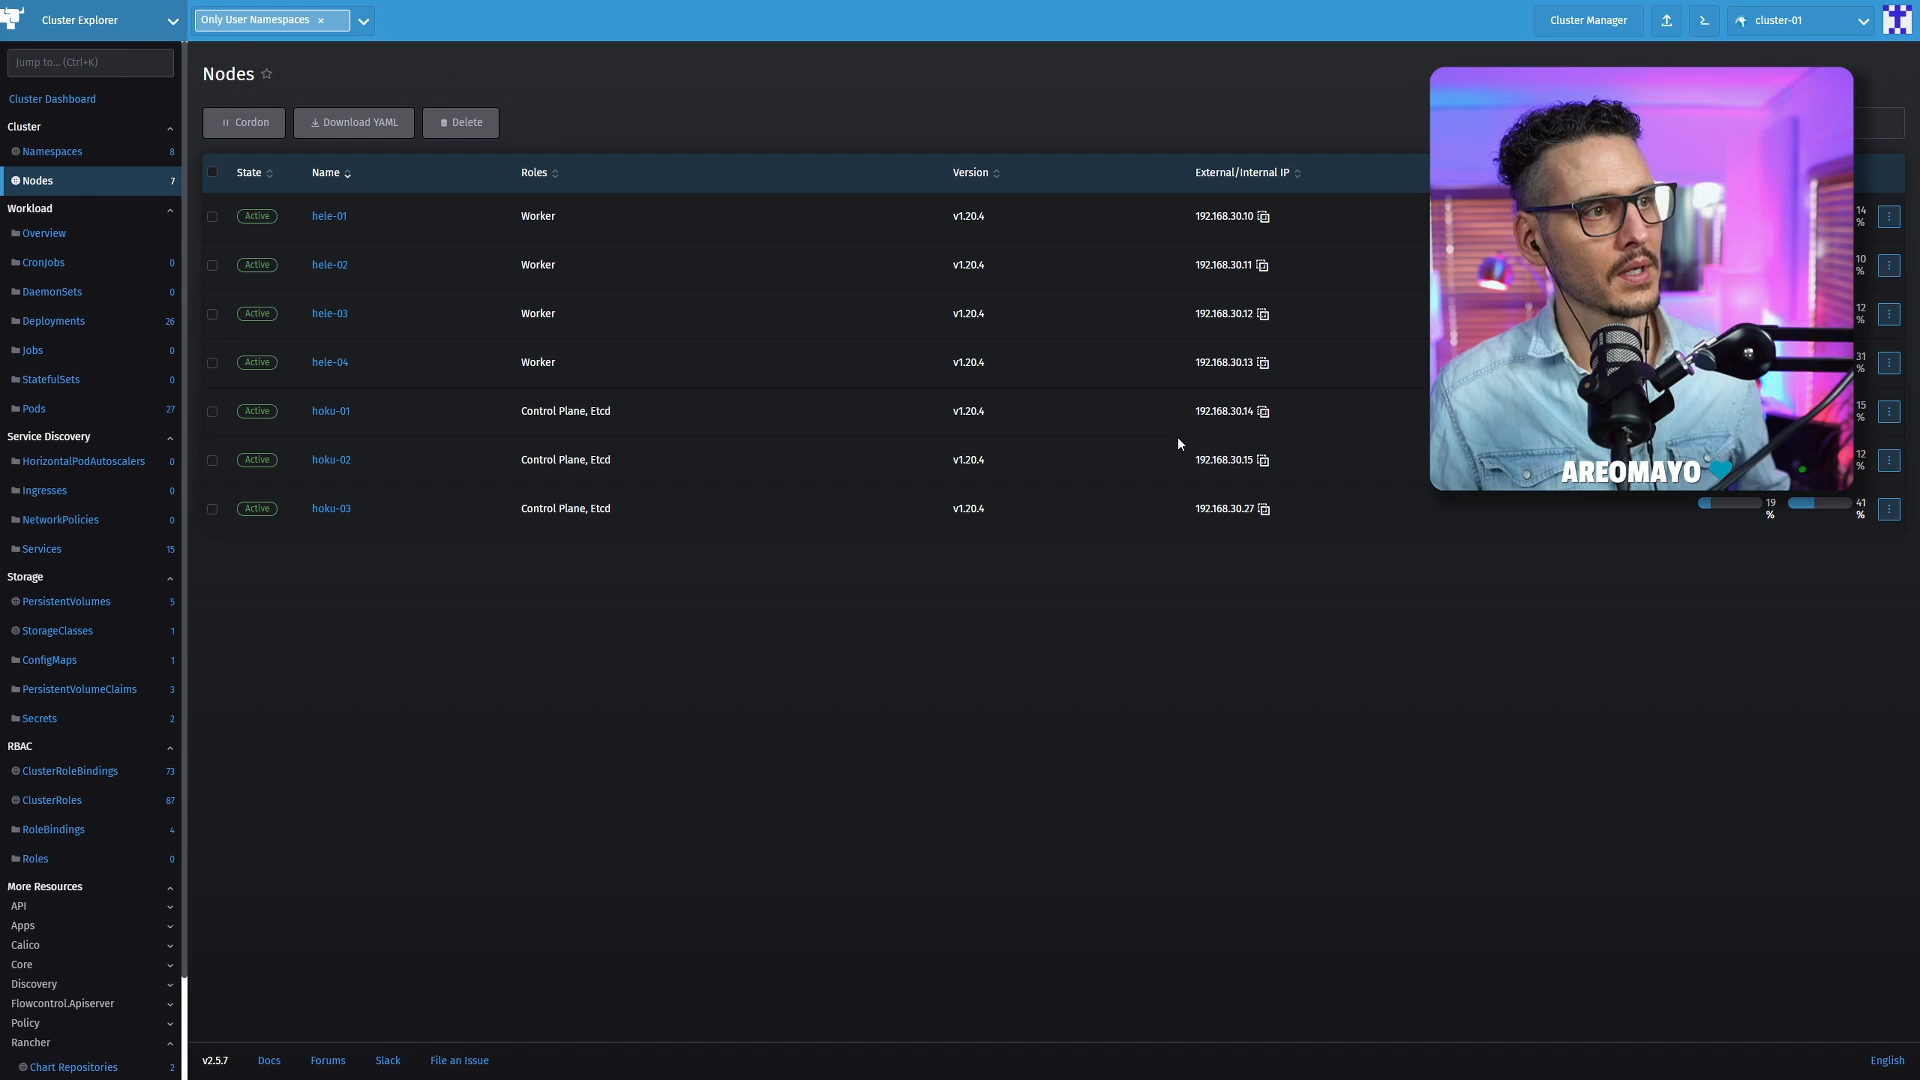 Cluster Explorer
Only User Namespaces ×
Cluster Manager
cluster-01
Jump to... (Ctrl+K)
Cluster Dashboard
Cluster
Namespaces 8
Nodes 7
Workload
Overview
CronJobs 0
DaemonSets 0
Deployments 26
Jobs 0
StatefulSets 0
Pods 27
Service Discovery
HorizontalPodAutoscalers 0
Ingresses 0
NetworkPolicies 0
Services 15
Storage
PersistentVolumes 5
StorageClasses 1
ConfigMaps 1
PersistentVolumeClaims 3
Secrets 2
RBAC
ClusterRoleBindings 73
ClusterRoles 87
RoleBindings 4
Roles 0
More Resources
API
Apps
Calico
Core
Discovery
Flowcontrol.Apiserver
Policy
Rancher
Chart Repositories 2
Nodes
Cordon Download YAML Delete
State Name Roles Version External/Internal IP
Active hele-01 Worker v1.20.4 192.168.30.10 14 %
Active hele-02 Worker v1.20.4 192.168.30.11 10 %
Active hele-03 Worker v1.20.4 192.168.30.12 12 %
Active hele-04 Worker v1.20.4 192.168.30.13 31 %
Active hoku-01 Control Plane, Etcd v1.20.4 192.168.30.14 15 %
Active hoku-02 Control Plane, Etcd v1.20.4 192.168.30.15 12 %
Active hoku-03 Control Plane, Etcd v1.20.4 192.168.30.27 19 % 41 %
AREOMAYO
v2.5.7 Docs Forums Slack File an Issue English